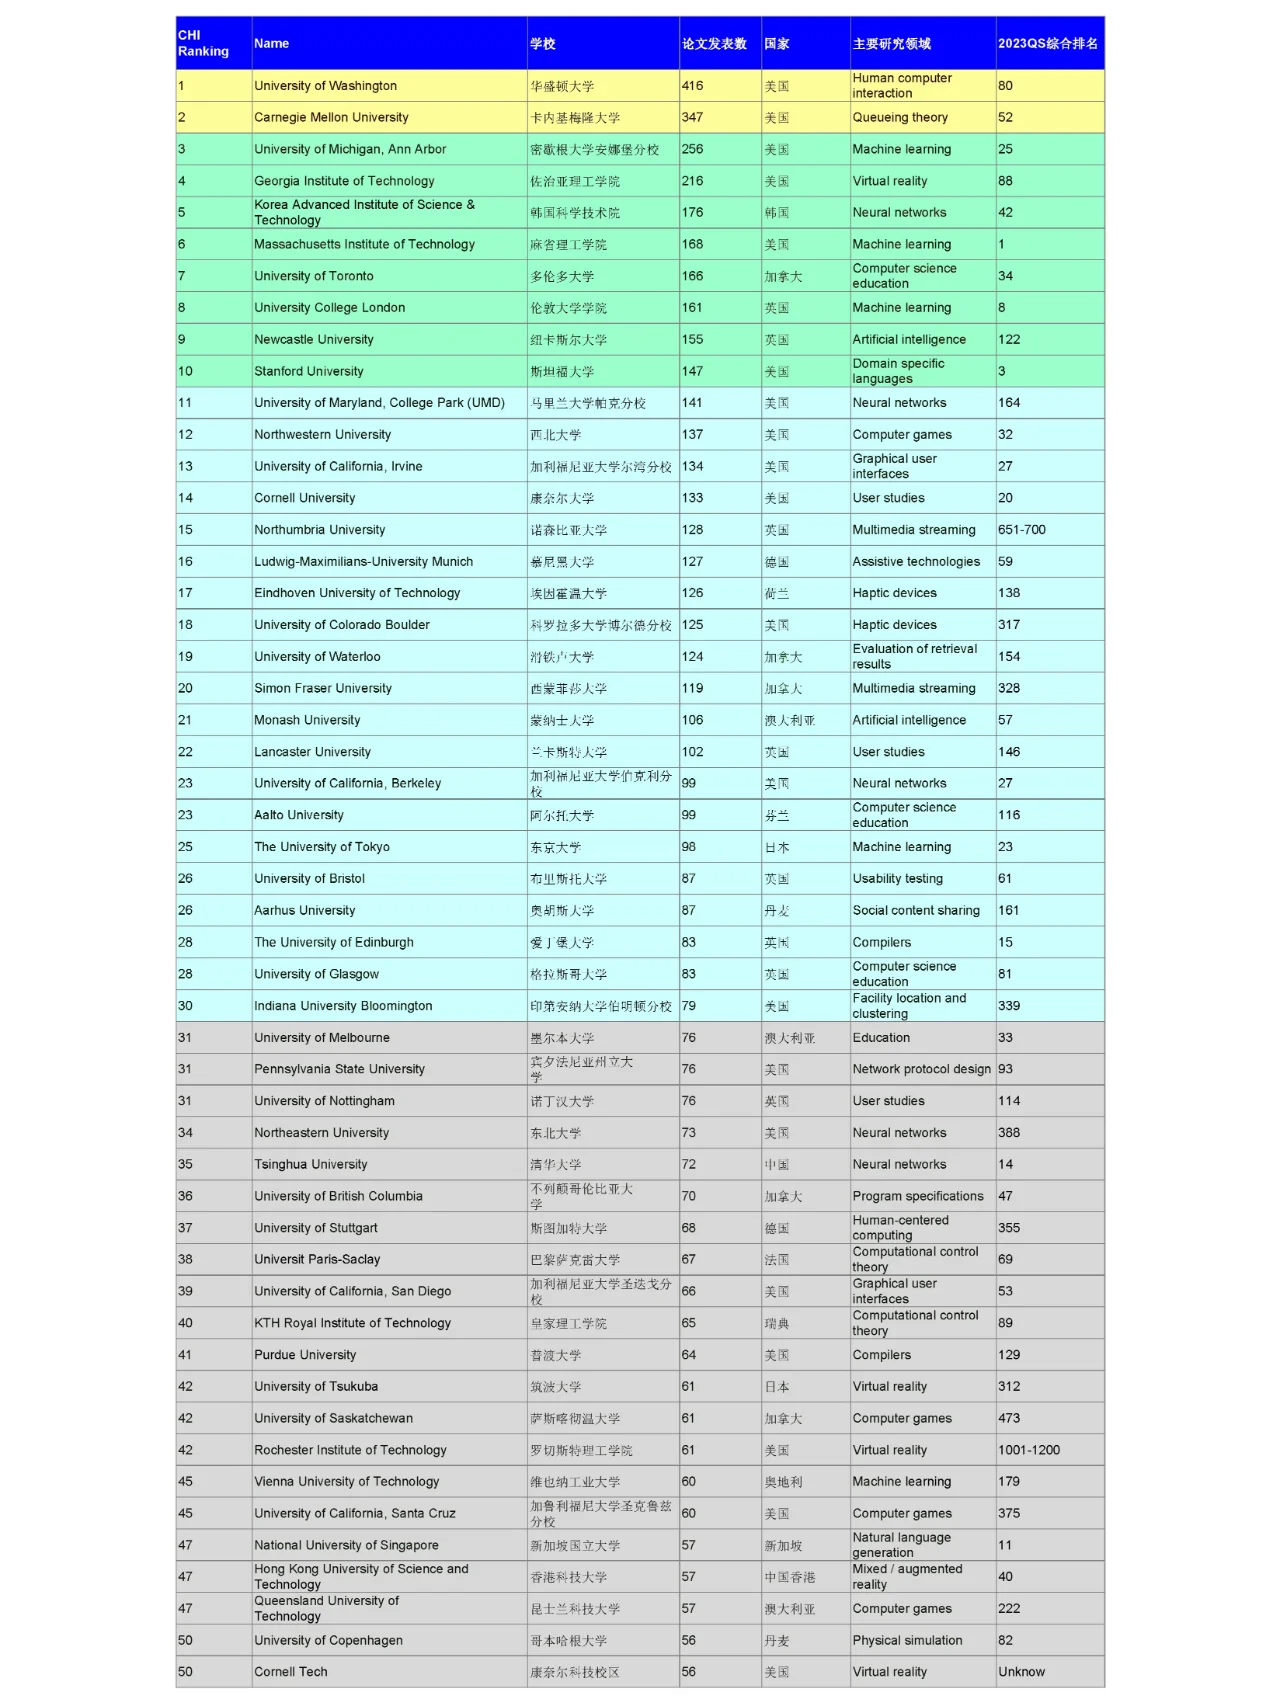 CHI Ranking Name 学校 论文发表数 国家 主要研究领域 2023QS综合排名
1 University of Washington 华盛顿大学 416 美国 Human computer interaction 80
2 Carnegie Mellon University 卡内基梅隆大学 347 美国 Queueing theory 52
3 University of Michigan, Ann Arbor 密歇根大学安娜堡分校 256 美国 Machine learning 25
4 Georgia Institute of Technology 佐治亚理工学院 216 美国 Virtual reality 88
5 Korea Advanced Institute of Science & Technology 韩国科学技术院 176 韩国 Neural networks 42
6 Massachusetts Institute of Technology 麻省理工学院 168 美国 Machine learning 1
7 University of Toronto 多伦多大学 166 加拿大 Computer science education 34
8 University College London 伦敦大学学院 161 英国 Machine learning 8
9 Newcastle University 纽卡斯尔大学 155 英国 Artificial intelligence 122
10 Stanford University 斯坦福大学 147 美国 Domain specific languages 3
11 University of Maryland, College Park (UMD) 马里兰大学帕克分校 141 美国 Neural networks 164
12 Northwestern University 西北大学 137 美国 Computer games 32
13 University of California, Irvine 加利福尼亚大学尔湾分校 134 美国 Graphical user interfaces 27
14 Cornell University 康奈尔大学 133 美国 User studies 20
15 Northumbria University 诺森比亚大学 128 英国 Multimedia streaming 651-700
16 Ludwig-Maximilians-University Munich 慕尼黑大学 127 德国 Assistive technologies 59
17 Eindhoven University of Technology 埃因霍温大学 126 荷兰 Haptic devices 138
18 University of Colorado Boulder 科罗拉多大学博尔德分校 125 美国 Haptic devices 317
19 University of Waterloo 滑铁卢大学 124 加拿大 Evaluation of retrieval results 154
20 Simon Fraser University 西蒙菲莎大学 119 加拿大 Multimedia streaming 328
21 Monash University 蒙纳士大学 106 澳大利亚 Artificial intelligence 57
22 Lancaster University 兰卡斯特大学 102 英国 User studies 146
23 University of California, Berkeley 加利福尼亚大学伯克利分校 99 美国 Neural networks 27
23 Aalto University 阿尔托大学 99 芬兰 Computer science education 116
25 The University of Tokyo 东京大学 98 日本 Machine learning 23
26 University of Bristol 布里斯托大学 87 英国 Usability testing 61
26 Aarhus University 奥胡斯大学 87 丹麦 Social content sharing 161
28 The University of Edinburgh 爱丁堡大学 83 英国 Compilers 15
28 University of Glasgow 格拉斯哥大学 83 英国 Computer science education 81
30 Indiana University Bloomington 印第安纳大学伯明顿分校 79 美国 Facility location and clustering 339
31 University of Melbourne 墨尔本大学 76 澳大利亚 Education 33
31 Pennsylvania State University 宾夕法尼亚州立大学 76 美国 Network protocol design 93
31 University of Nottingham 诺丁汉大学 76 英国 User studies 114
34 Northeastern University 东北大学 73 美国 Neural networks 388
35 Tsinghua University 清华大学 72 中国 Neural networks 14
36 University of British Columbia 不列颠哥伦比亚大学 70 加拿大 Program specifications 47
37 University of Stuttgart 斯图加特大学 68 德国 Human-centered computing 355
38 Universit Paris-Saclay 巴黎萨克雷大学 67 法国 Computational control theory 69
39 University of California, San Diego 加利福尼亚大学圣迭戈分校 66 美国 Graphical user interfaces 53
40 KTH Royal Institute of Technology 皇家理工学院 65 瑞典 Computational control theory 89
41 Purdue University 普渡大学 64 美国 Compilers 129
42 University of Tsukuba 筑波大学 61 日本 Virtual reality 312
42 University of Saskatchewan 萨斯喀彻温大学 61 加拿大 Computer games 473
42 Rochester Institute of Technology 罗切斯特理工学院 61 美国 Virtual reality 1001-1200
45 Vienna University of Technology 维也纳工业大学 60 奥地利 Machine learning 179
45 University of California, Santa Cruz 加鲁利福尼大学圣克鲁兹分校 60 美国 Computer games 375
47 National University of Singapore 新加坡国立大学 57 新加坡 Natural language generation 11
47 Hong Kong University of Science and Technology 香港科技大学 57 中国香港 Mixed / augmented reality 40
47 Queensland University of Technology 昆士兰科技大学 57 澳大利亚 Computer games 222
50 University of Copenhagen 哥本哈根大学 56 丹麦 Physical simulation 82
50 Cornell Tech 康奈尔科技校区 56 美国 Virtual reality Unknow